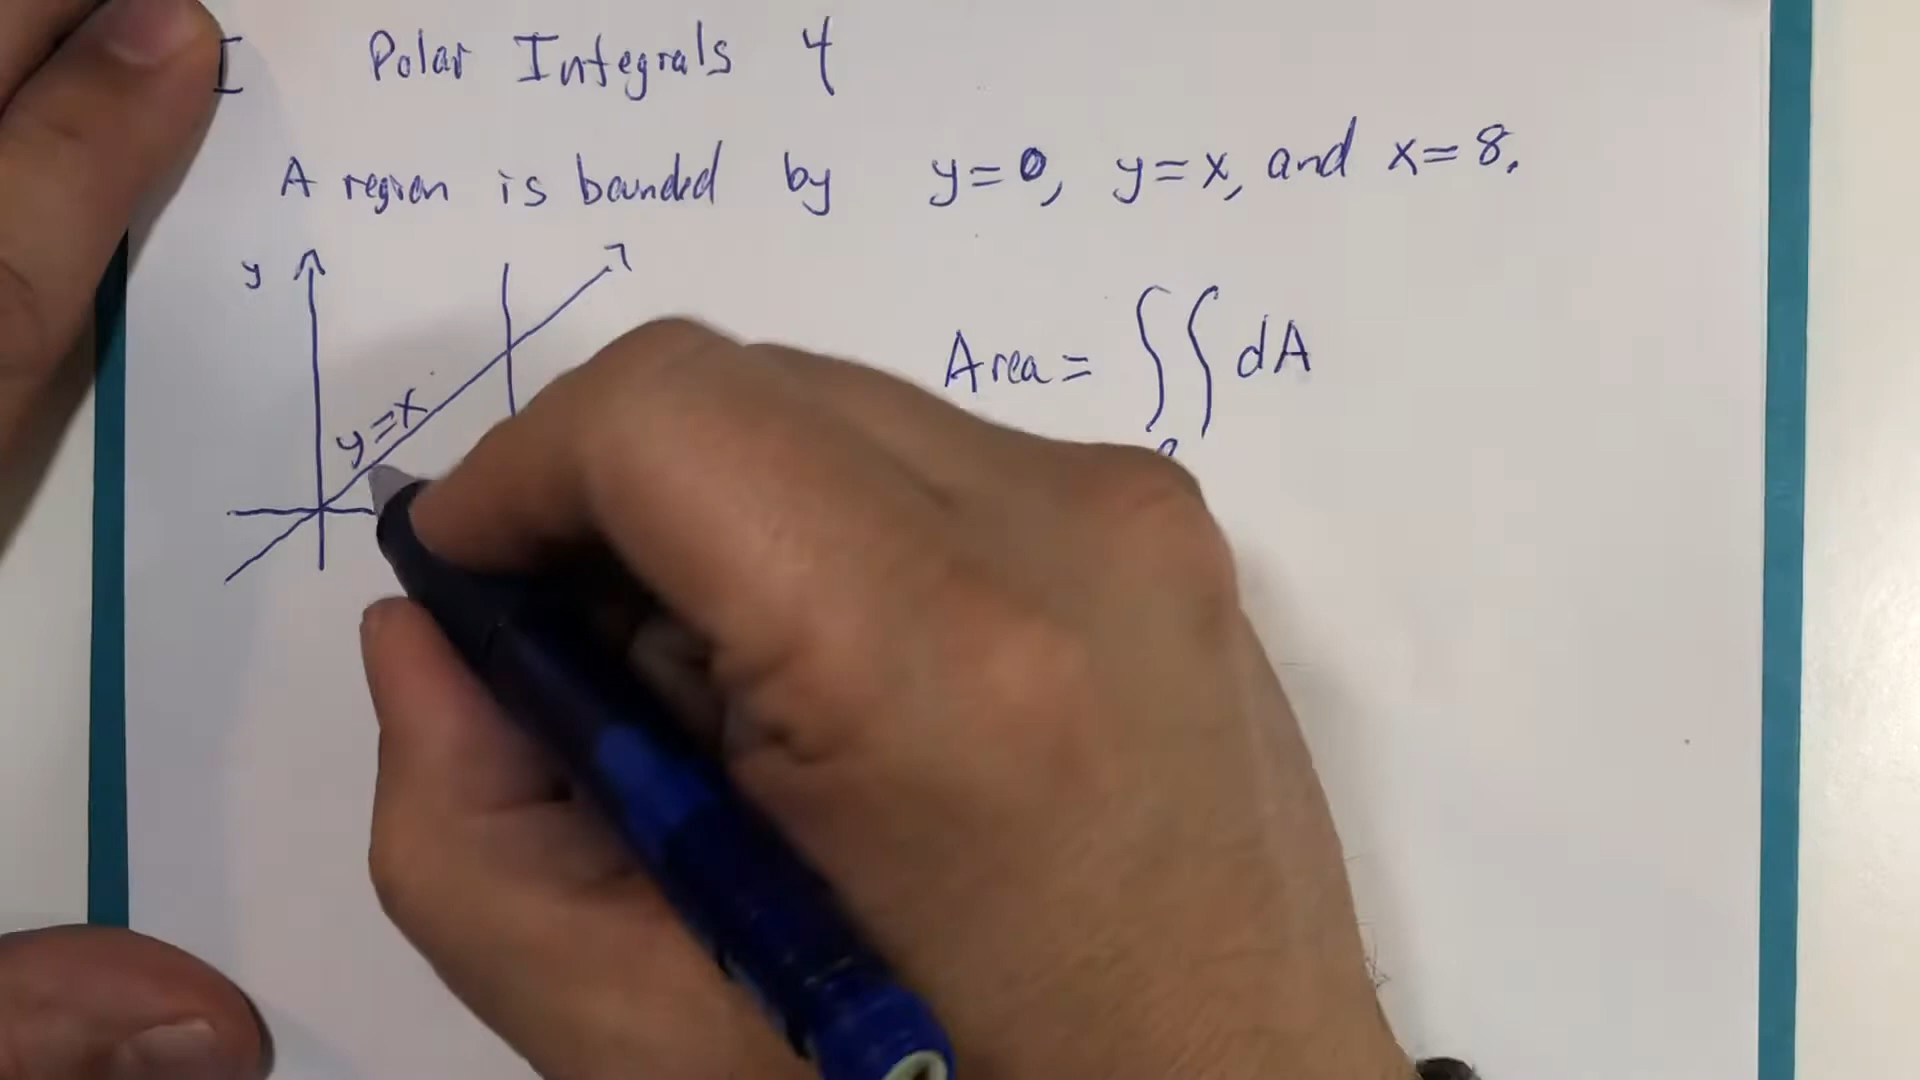 I Polar Integrals 4
A region is bounded by y=0, y=x, and x=8.
y
y=x
Area = ∫∫ dA